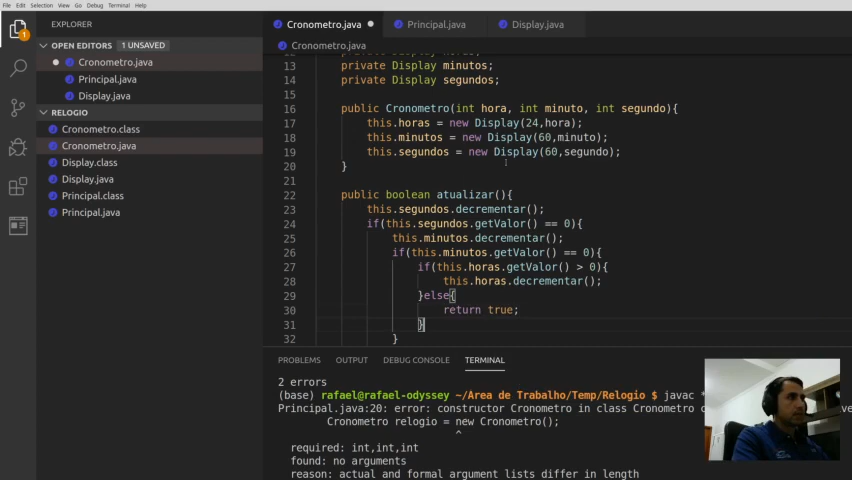 File Edit Selection View Go Debug Terminal Help
EXPLORER
OPEN EDITORS 1 UNSAVED
Cronometro.java
Principal.java
Display.java
RELOGIO
Cronometro.class
Cronometro.java
Display.class
Display.java
Principal.class
Principal.java
1
Cronometro.java Principal.java Display.java
Cronometro.java
13 private Display minutos;
14 private Display segundos;
15
16 public Cronometro(int hora, int minuto, int segundo){
17 this.horas = new Display(24,hora);
18 this.minutos = new Display(60,minuto);
19 this.segundos = new Display(60,segundo);
20 }
21
22 public boolean atualizar(){
23 this.segundos.decrementar();
24 if(this.segundos.getValor() == 0){
25 this.minutos.decrementar();
26 if(this.minutos.getValor() == 0){
27 if(this.horas.getValor() > 0){
28 this.horas.decrementar();
29 }else{
30 return true;
31 }
32 }
PROBLEMS OUTPUT DEBUG CONSOLE TERMINAL
2 errors
(base) rafael@rafael-odyssey ~/Area de Trabalho/Temp/Relogio $ javac *
Principal.java:20: error: constructor Cronometro in class Cronometro
Cronometro relogio = new Cronometro();
^
required: int,int,int
found: no arguments
reason: actual and formal argument lists differ in length